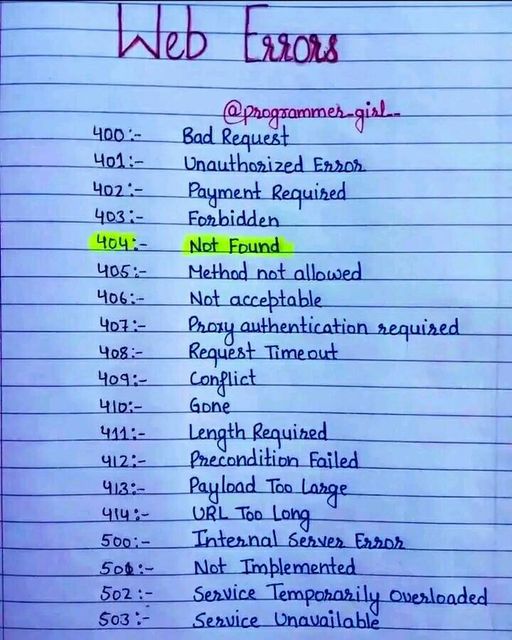 Web Errors
@programmer-girl--
400:- Bad Request
401:- Unauthorized Error
402:- Payment Required
403:- Forbidden
404:- Not Found
405:- Method not allowed
406:- Not acceptable
407:- Proxy authentication required
408:- Request Timeout
409:- Conflict
410:- Gone
411:- Length Required
412:- Precondition Failed
413:- Payload Too Large
414:- URL Too Long
500:- Internal Server Error
501:- Not Implemented
502:- Service Temporarily Overloaded
503:- Service Unavailable